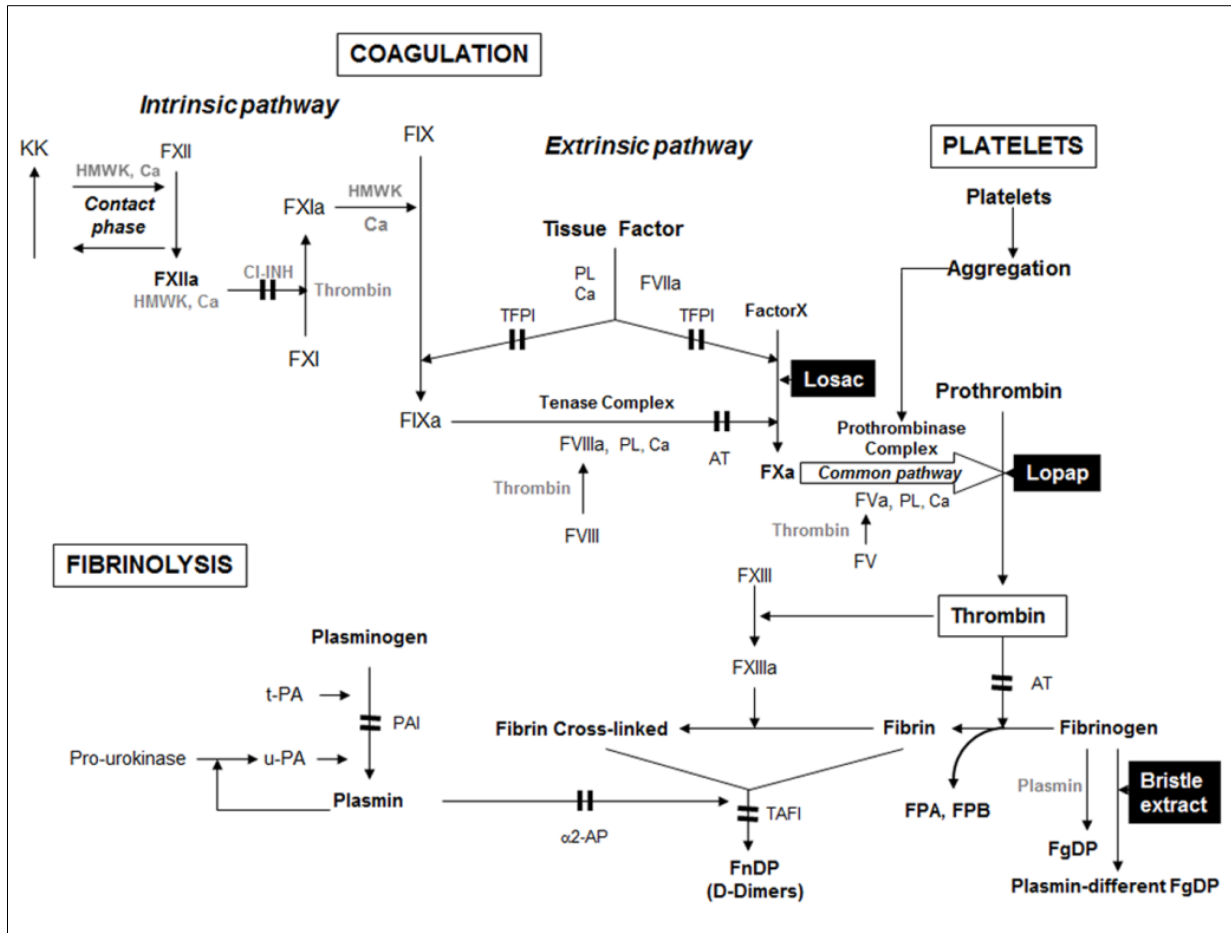 COAGULATION
Intrinsic pathway
KK
FXII
HMWK, Ca
Contact
phase
FXIIa
HMWK, Ca
CI-INH
Thrombin
FXIa
FXI
HMWK
Ca
FIX
FIXa
Extrinsic pathway
Tissue Factor
PL
Ca
FVIIa
TFPI
TFPI
FactorX
Losac
Tenase Complex
FVIIIa, PL, Ca
AT
Thrombin
FVIII
FXa
PLATELETS
Platelets
Aggregation
Prothrombin
Prothrombinase
Complex
Common pathway
Lopap
FVa, PL, Ca
Thrombin
FV
FIBRINOLYSIS
Plasminogen
t-PA
PAI
Pro-urokinase
u-PA
Plasmin
α2-AP
FXIII
Thrombin
FXIIIa
AT
Fibrin Cross-linked
Fibrin
Fibrinogen
TAFI
FnDP
(D-Dimers)
FPA, FPB
Plasmin
Bristle
extract
FgDP
Plasmin-different FgDP